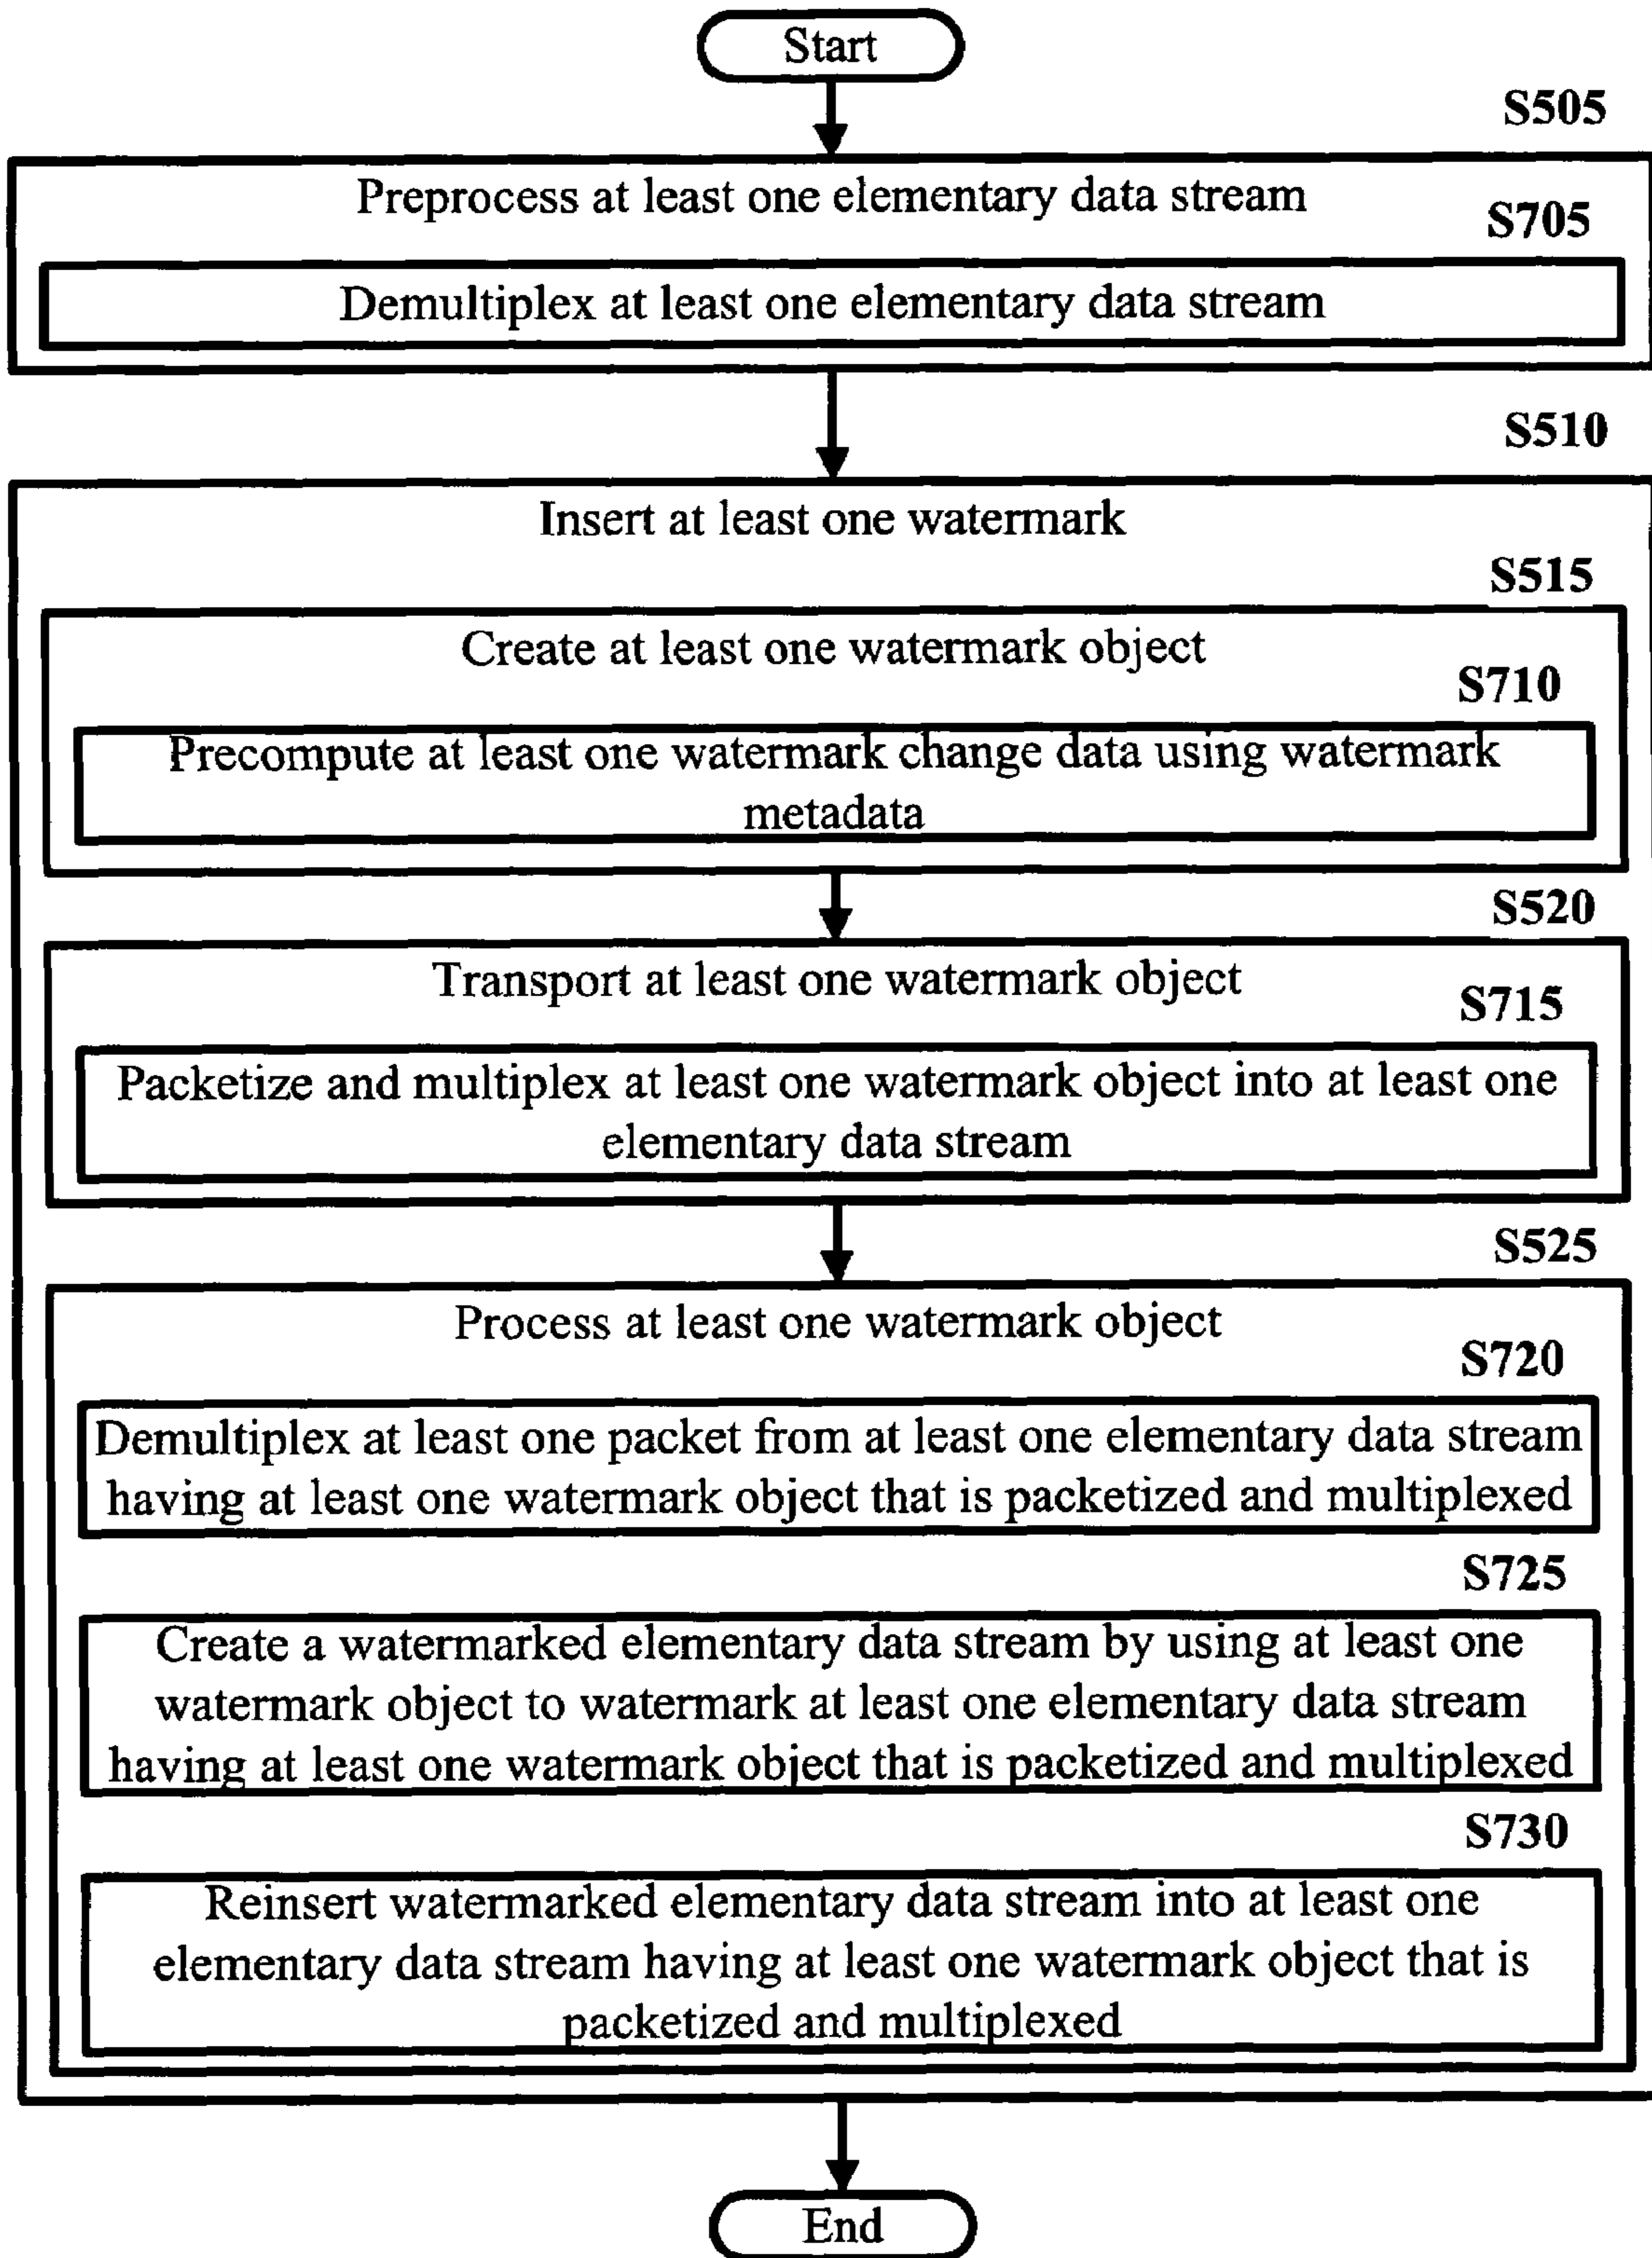 Start
S505
Preprocess at least one elementary data stream
S705
Demultiplex at least one elementary data stream
S510
Insert at least one watermark
S515
Create at least one watermark object
S710
Precompute at least one watermark change data using watermark
metadata
S520
Transport at least one watermark object
S715
Packetize and multiplex at least one watermark object into at least one
elementary data stream
S525
Process at least one watermark object
S720
Demultiplex at least one packet from at least one elementary data stream
having at least one watermark object that is packetized and multiplexed
S725
Create a watermarked elementary data stream by using at least one
watermark object to watermark at least one elementary data stream
having at least one watermark object that is packetized and multiplexed
S730
Reinsert watermarked elementary data stream into at least one
elementary data stream having at least one watermark object that is
packetized and multiplexed
End